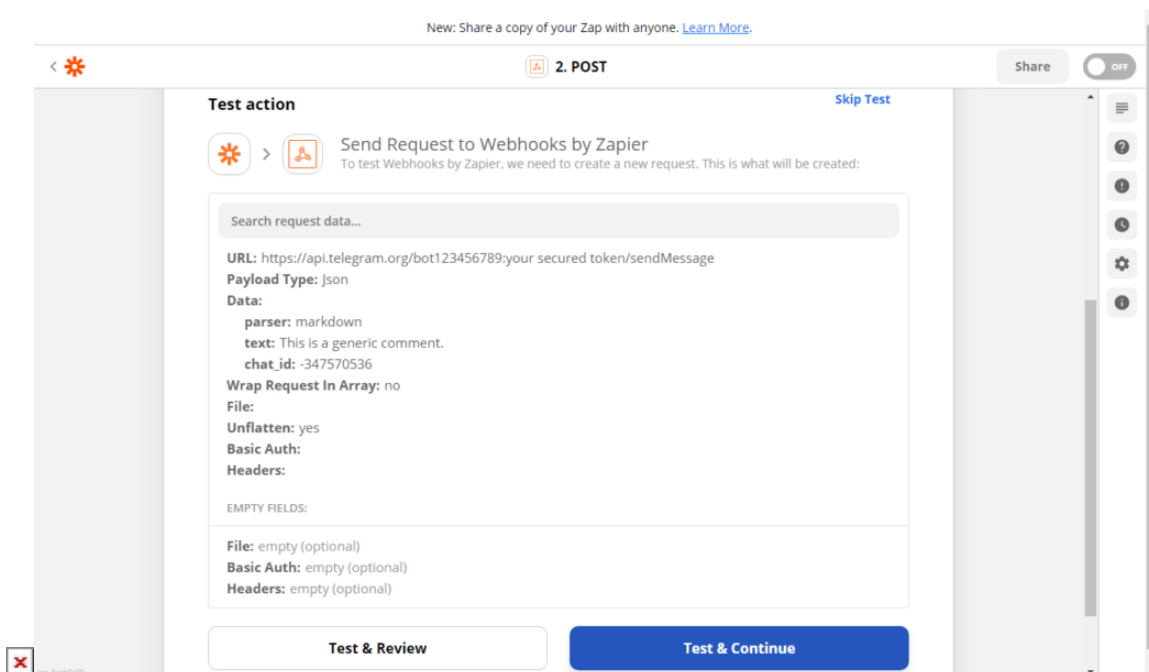 New: Share a copy of your Zap with anyone. Learn More.
2. POST
Share
OFF
Test action
Skip Test
Send Request to Webhooks by Zapier
To test Webhooks by Zapier, we need to create a new request. This is what will be created:
Search request data...
URL: https://api.telegram.org/bot123456789:your secured token/sendMessage
Payload Type: Json
Data:
parser: markdown
text: This is a generic comment.
chat_id: -347570536
Wrap Request In Array: no
File:
Unflatten: yes
Basic Auth:
Headers:
EMPTY FIELDS:
File: empty (optional)
Basic Auth: empty (optional)
Headers: empty (optional)
Test & Review
Test & Continue